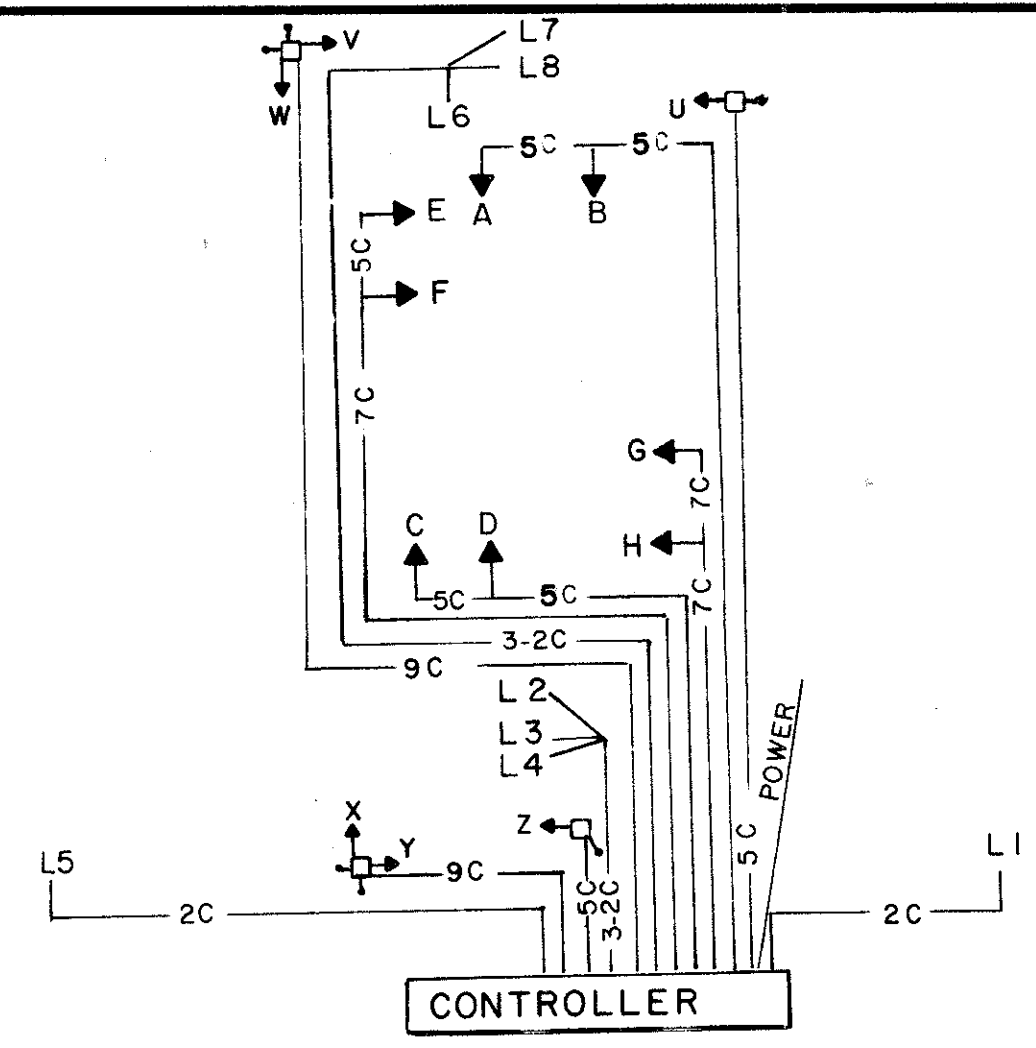 V
L7
L8
W
L6
U
5C
5C
A
B
E
5C
F
7C
G
7C
C
D
H
5C
5C
7C
3-2C
9C
L2
L3
L4
POWER
X
Z
Y
5C
L5
9C
5C
3-2C
L1
2C
2C
CONTROLLER